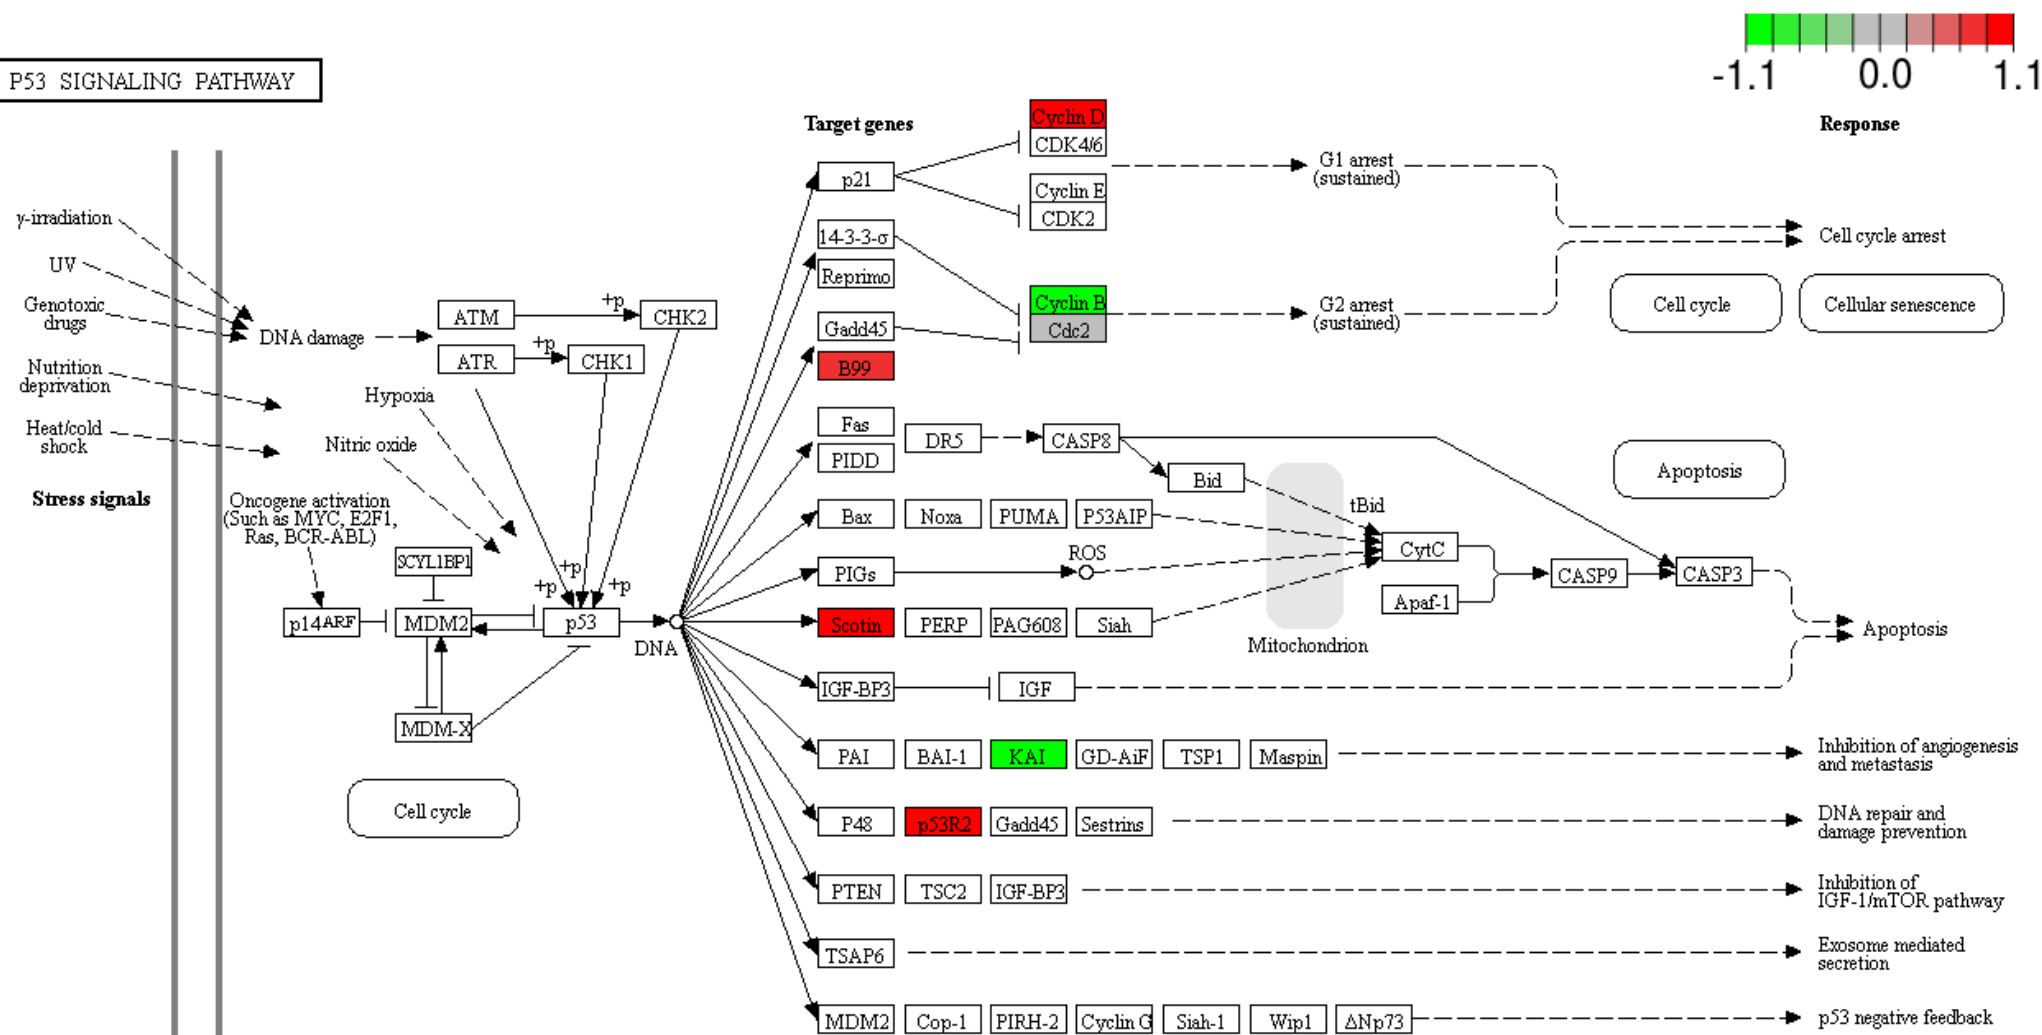 -1.1 0.0 1.1
P53 SIGNALING PATHWAY
Target genes
Response
Cyclin D
CDK4/6
p21
G1 arrest
(sustained)
Cyclin E
CDK2
γ-irradiation
14-3-3-σ
Cell cycle arrest
UV
Reprimo
Genotoxic
drugs
Cyclin B
Cdc2
G2 arrest
(sustained)
Cell cycle
Cellular senescence
ATM
+p
CHK2
Gadd45
DNA damage
ATR
+p
CHK1
B99
Nutrition
deprivation
Hypoxia
Fas
DR5
CASP8
Heat/cold
shock
Nitric oxide
PIDD
Bid
Apoptosis
Stress signals
Oncogene activation
(Such as MYC, E2F1,
Ras, BCR-ABL)
Bax
Noxa
PUMA
P53AIP
tBid
CytC
SCYL1BP1
+p
+p
+p
PIGs
ROS
CASP9
CASP3
Apaf-1
p14ARF
MDM2
p53
DNA
Scotin
PERP
PAG608
Siah
Mitochondrion
Apoptosis
IGF-BP3
IGF
MDM-X
PAI
BAI-1
KAI
GD-AiF
TSP1
Maspin
Inhibition of angiogenesis
and metastasis
Cell cycle
P48
p53R2
Gadd45
Sestrins
DNA repair and
damage prevention
PTEN
TSC2
IGF-BP3
Inhibition of
IGF-1/mTOR pathway
TSAP6
Exosome mediated
secretion
MDM2
Cop-1
PIRH-2
Cyclin G
Siah-1
Wip1
ΔNp73
p53 negative feedback